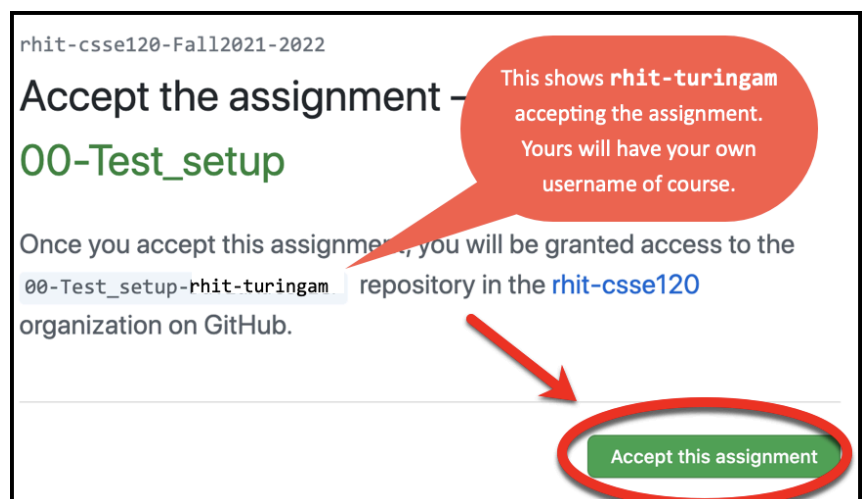 rhit-csse120-Fall2021-2022
Accept the assignment –
00-Test_setup
This shows rhit-turingam
accepting the assignment.
Yours will have your own
username of course.
Once you accept this assignment, you will be granted access to the
00-Test_setup-rhit-turingam repository in the rhit-csse120
organization on GitHub.
Accept this assignment